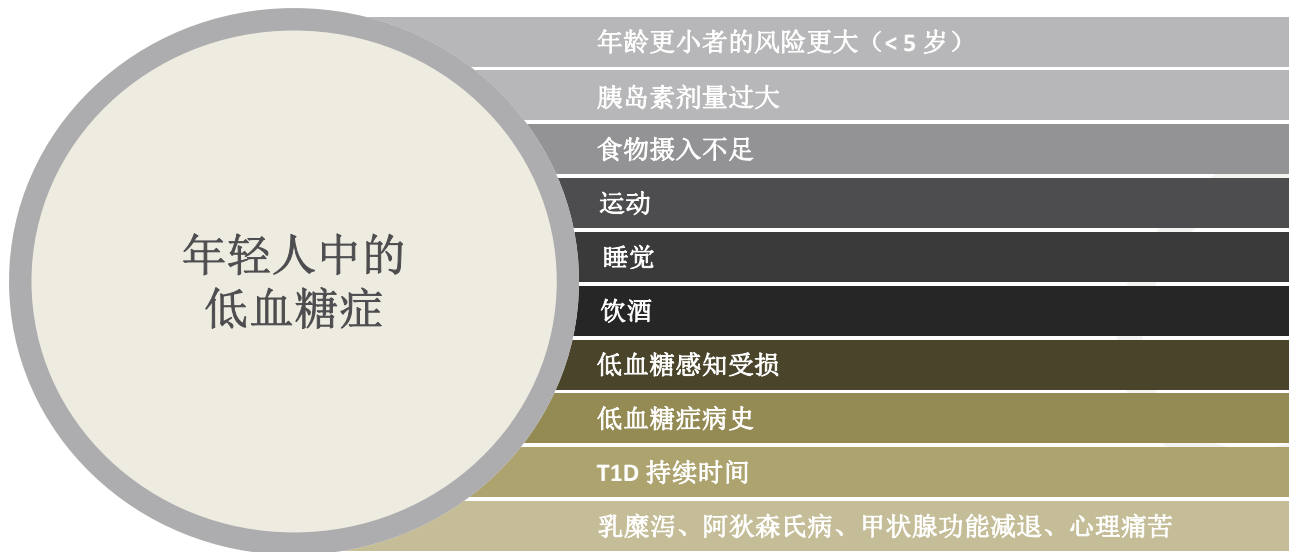 年轻人中的
低血糖症
年龄更小者的风险更大（< 5 岁）
胰岛素剂量过大
食物摄入不足
运动
睡觉
饮酒
低血糖感知受损
低血糖症病史
T1D 持续时间
乳糜泻、阿狄森氏病、甲状腺功能减退、心理痛苦